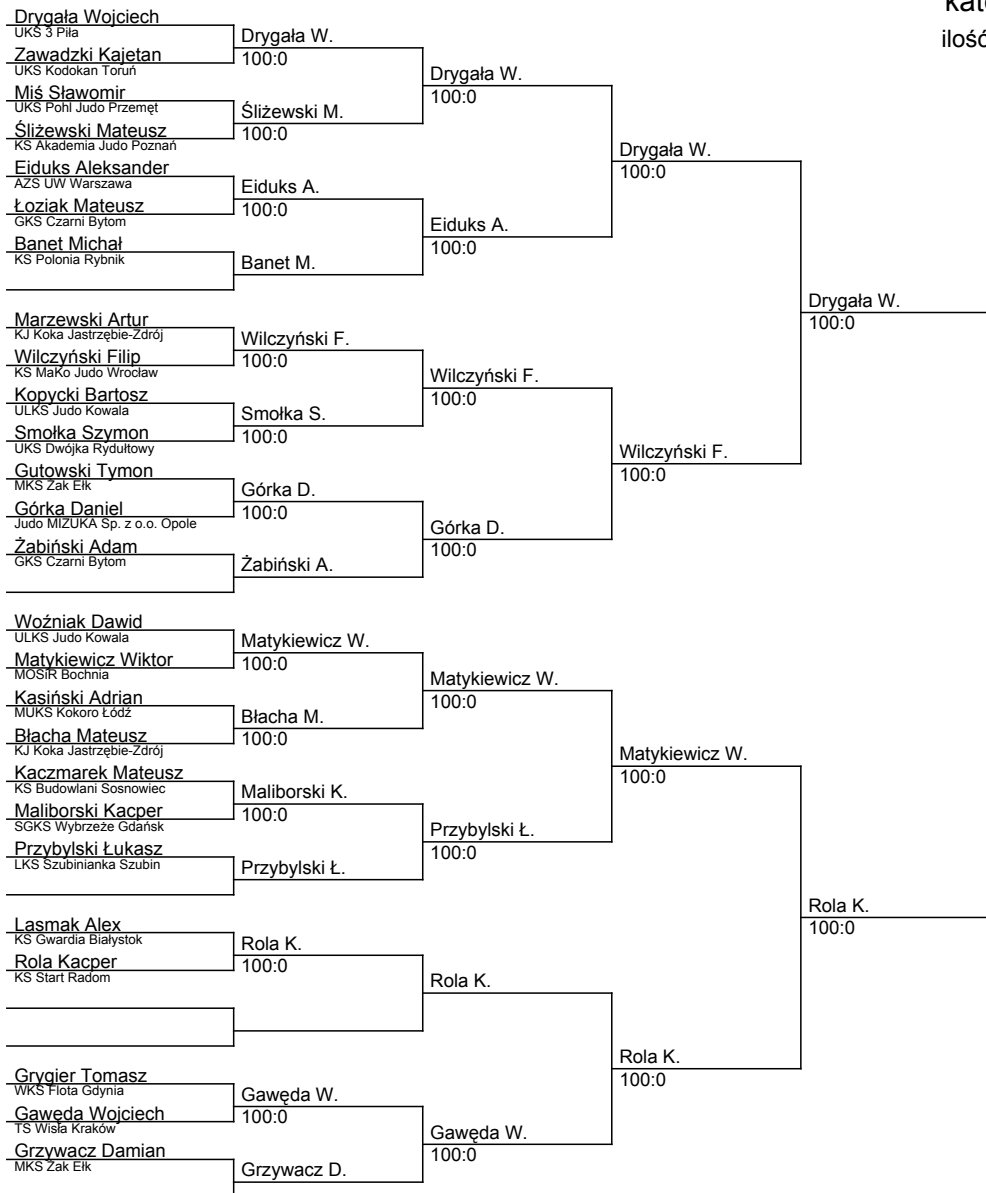 Drygała Wojciech
UKS 3 Piła
Zawadzki Kajetan
UKS Kodokan Toruń
Miś Sławomir
UKS Pohl Judo Przemęt
Śliżewski Mateusz
KS Akademia Judo Poznań
Eiduks Aleksander
AZS UW Warszawa
Łoziak Mateusz
GKS Czarni Bytom
Banet Michał
KS Polonia Rybnik
Marzewski Artur
KJ Koka Jastrzębie-Zdrój
Wilczyński Filip
KS MaKo Judo Wrocław
Kopycki Bartosz
ULKS Judo Kowala
Smołka Szymon
UKS Dwójka Rydułtowy
Gutowski Tymon
MKS Żak Ełk
Górka Daniel
Judo MIZUKA Sp. z o.o. Opole
Żabiński Adam
GKS Czarni Bytom
Woźniak Dawid
ULKS Judo Kowala
Matykiewicz Wiktor
MOSiR Bochnia
Kasiński Adrian
MUKS Kokoro Łódź
Błacha Mateusz
KJ Koka Jastrzębie-Zdrój
Kaczmarek Mateusz
KS Budowlani Sosnowiec
Maliborski Kacper
SGKS Wybrzeże Gdańsk
Przybylski Łukasz
LKS Szubinianka Szubin
Lasmak Alex
KS Gwardia Białystok
Rola Kacper
KS Start Radom
Grygier Tomasz
WKS Flota Gdynia
Gawęda Wojciech
TS Wisła Kraków
Grzywacz Damian
MKS Żak Ełk
Drygała W.
100:0
Śliżewski M.
100:0
Eiduks A.
100:0
Banet M.
Wilczyński F.
100:0
Smołka S.
100:0
Górka D.
100:0
Żabiński A.
Matykiewicz W.
100:0
Błacha M.
100:0
Maliborski K.
100:0
Przybylski Ł.
Rola K.
100:0
Gawęda W.
100:0
Grzywacz D.
Drygała W.
100:0
Eiduks A.
100:0
Wilczyński F.
100:0
Górka D.
100:0
Matykiewicz W.
100:0
Przybylski Ł.
100:0
Rola K.
Gawęda W.
100:0
Drygała W.
100:0
Wilczyński F.
100:0
Matykiewicz W.
100:0
Rola K.
100:0
Drygała W.
100:0
Rola K.
100:0
kat
ilość